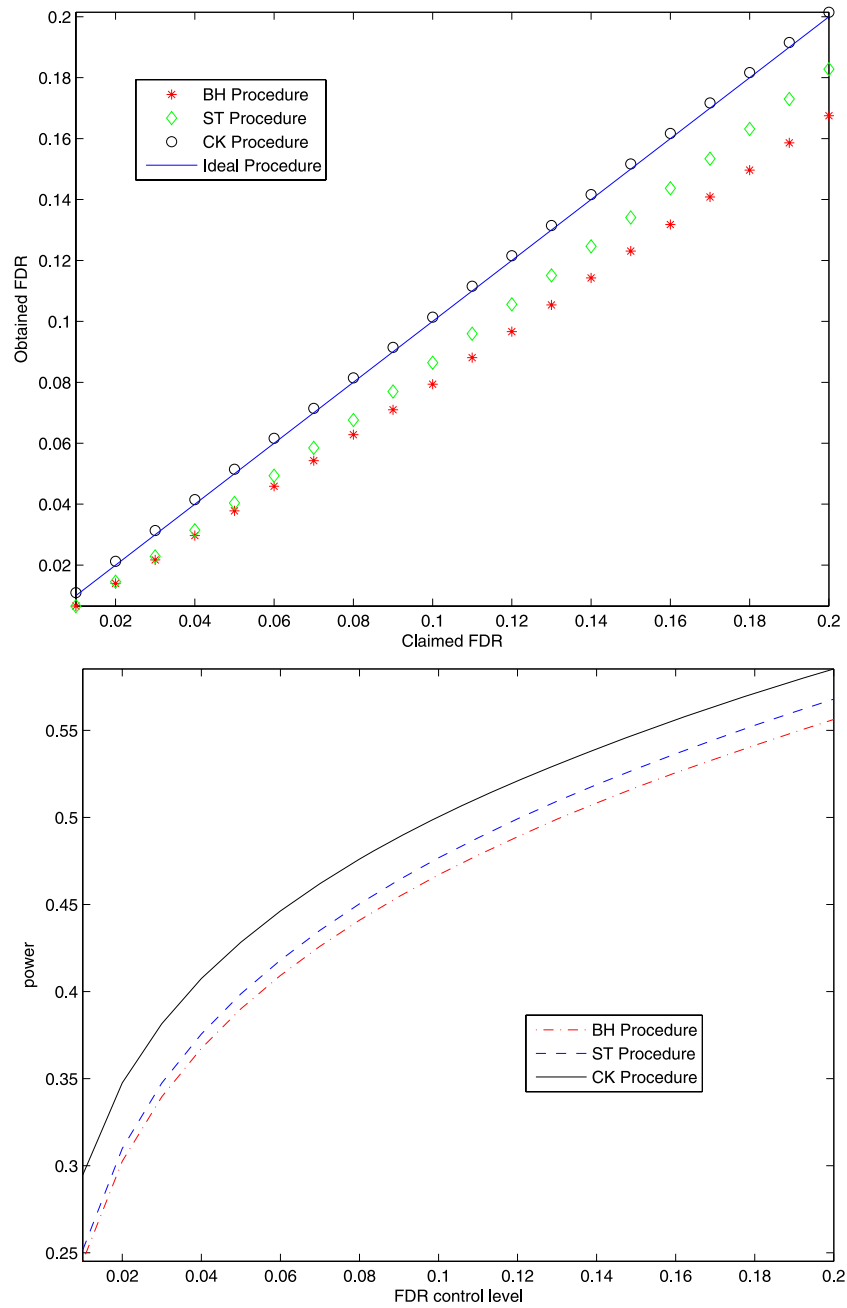 0.2
0.18
0.16
0.14
0.12
0.1
0.08
0.06
0.04
0.02
Obtained FDR
BH Procedure
ST Procedure
CK Procedure
Ideal Procedure
0.02 0.04 0.06 0.08 0.1 0.12 0.14 0.16 0.18 0.2
Claimed FDR
0.55
0.5
0.45
0.4
0.35
0.3
0.25
power
BH Procedure
ST Procedure
CK Procedure
0.02 0.04 0.06 0.08 0.1 0.12 0.14 0.16 0.18 0.2
FDR control level